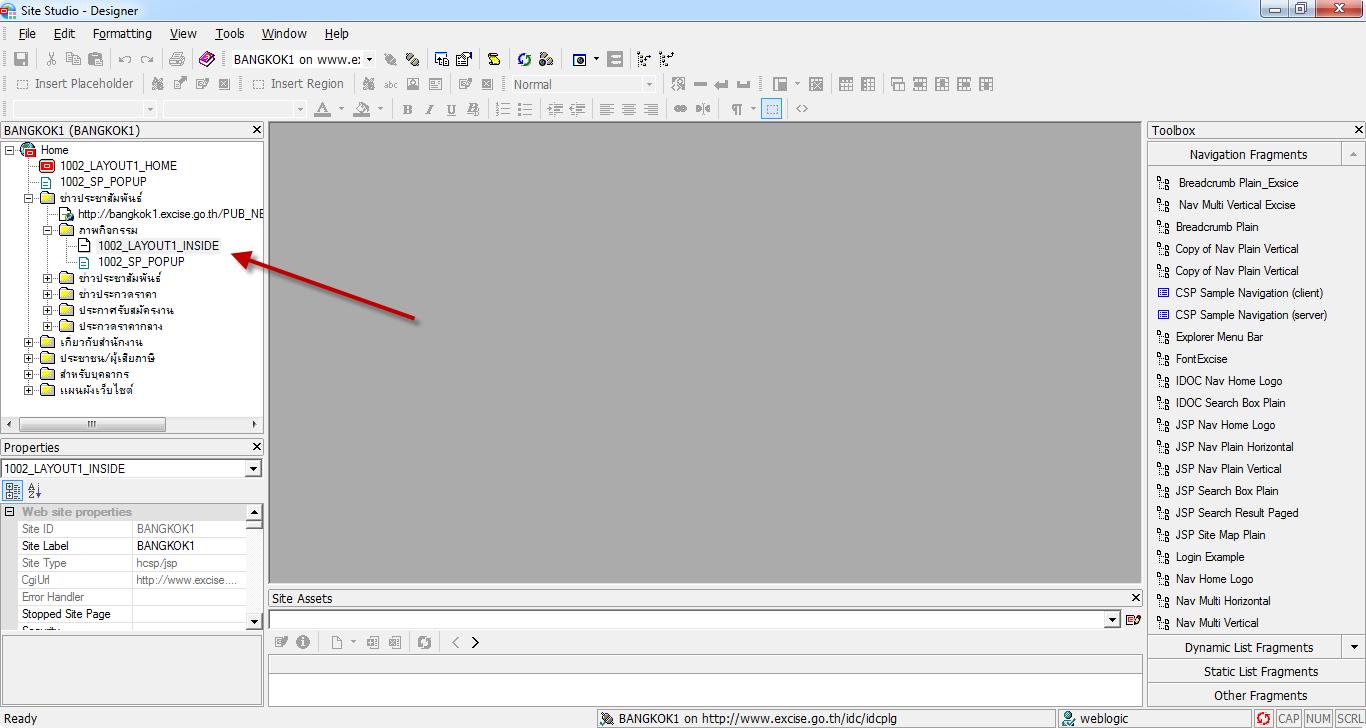 Site Studio - Designer
File Edit Formatting View Tools Window Help
BANGKOK1 on www.ex
Insert Placeholder Insert Region abc Normal
A B I U ¶ <>
BANGKOK1 (BANGKOK1)
Home
1002_LAYOUT1_HOME
1002_SP_POPUP
ข่าวประชาสัมพันธ์
http://bangkok1.excise.go.th/PUB_NE
ภาพกิจกรรม
1002_LAYOUT1_INSIDE
1002_SP_POPUP
ข่าวประชาสัมพันธ์
ข่าวประกวดราคา
ประกาศรับสมัครงาน
ประกวดราคากลาง
เกี่ยวกับสำนักงาน
ประชาชน/ผู้เสียภาษี
สำหรับบุคลากร
แผนผังเว็บไซต์
Properties
1002_LAYOUT1_INSIDE
Web site properties
Site ID BANGKOK1
Site Label BANGKOK1
Site Type hcsp/jsp
CgiUrl http://www.excise....
Error Handler
Stopped Site Page
Security
Site Assets
Toolbox
Navigation Fragments
Breadcrumb Plain_Exsice
Nav Multi Vertical Excise
Breadcrumb Plain
Copy of Nav Plain Vertical
Copy of Nav Plain Vertical
CSP Sample Navigation (client)
CSP Sample Navigation (server)
Explorer Menu Bar
FontExcise
IDOC Nav Home Logo
IDOC Search Box Plain
JSP Nav Home Logo
JSP Nav Plain Horizontal
JSP Nav Plain Vertical
JSP Search Box Plain
JSP Search Result Paged
JSP Site Map Plain
Login Example
Nav Home Logo
Nav Multi Horizontal
Nav Multi Vertical
Dynamic List Fragments
Static List Fragments
Other Fragments
Ready BANGKOK1 on http://www.excise.go.th/idc/idcplg weblogic CAP NUM SCRL